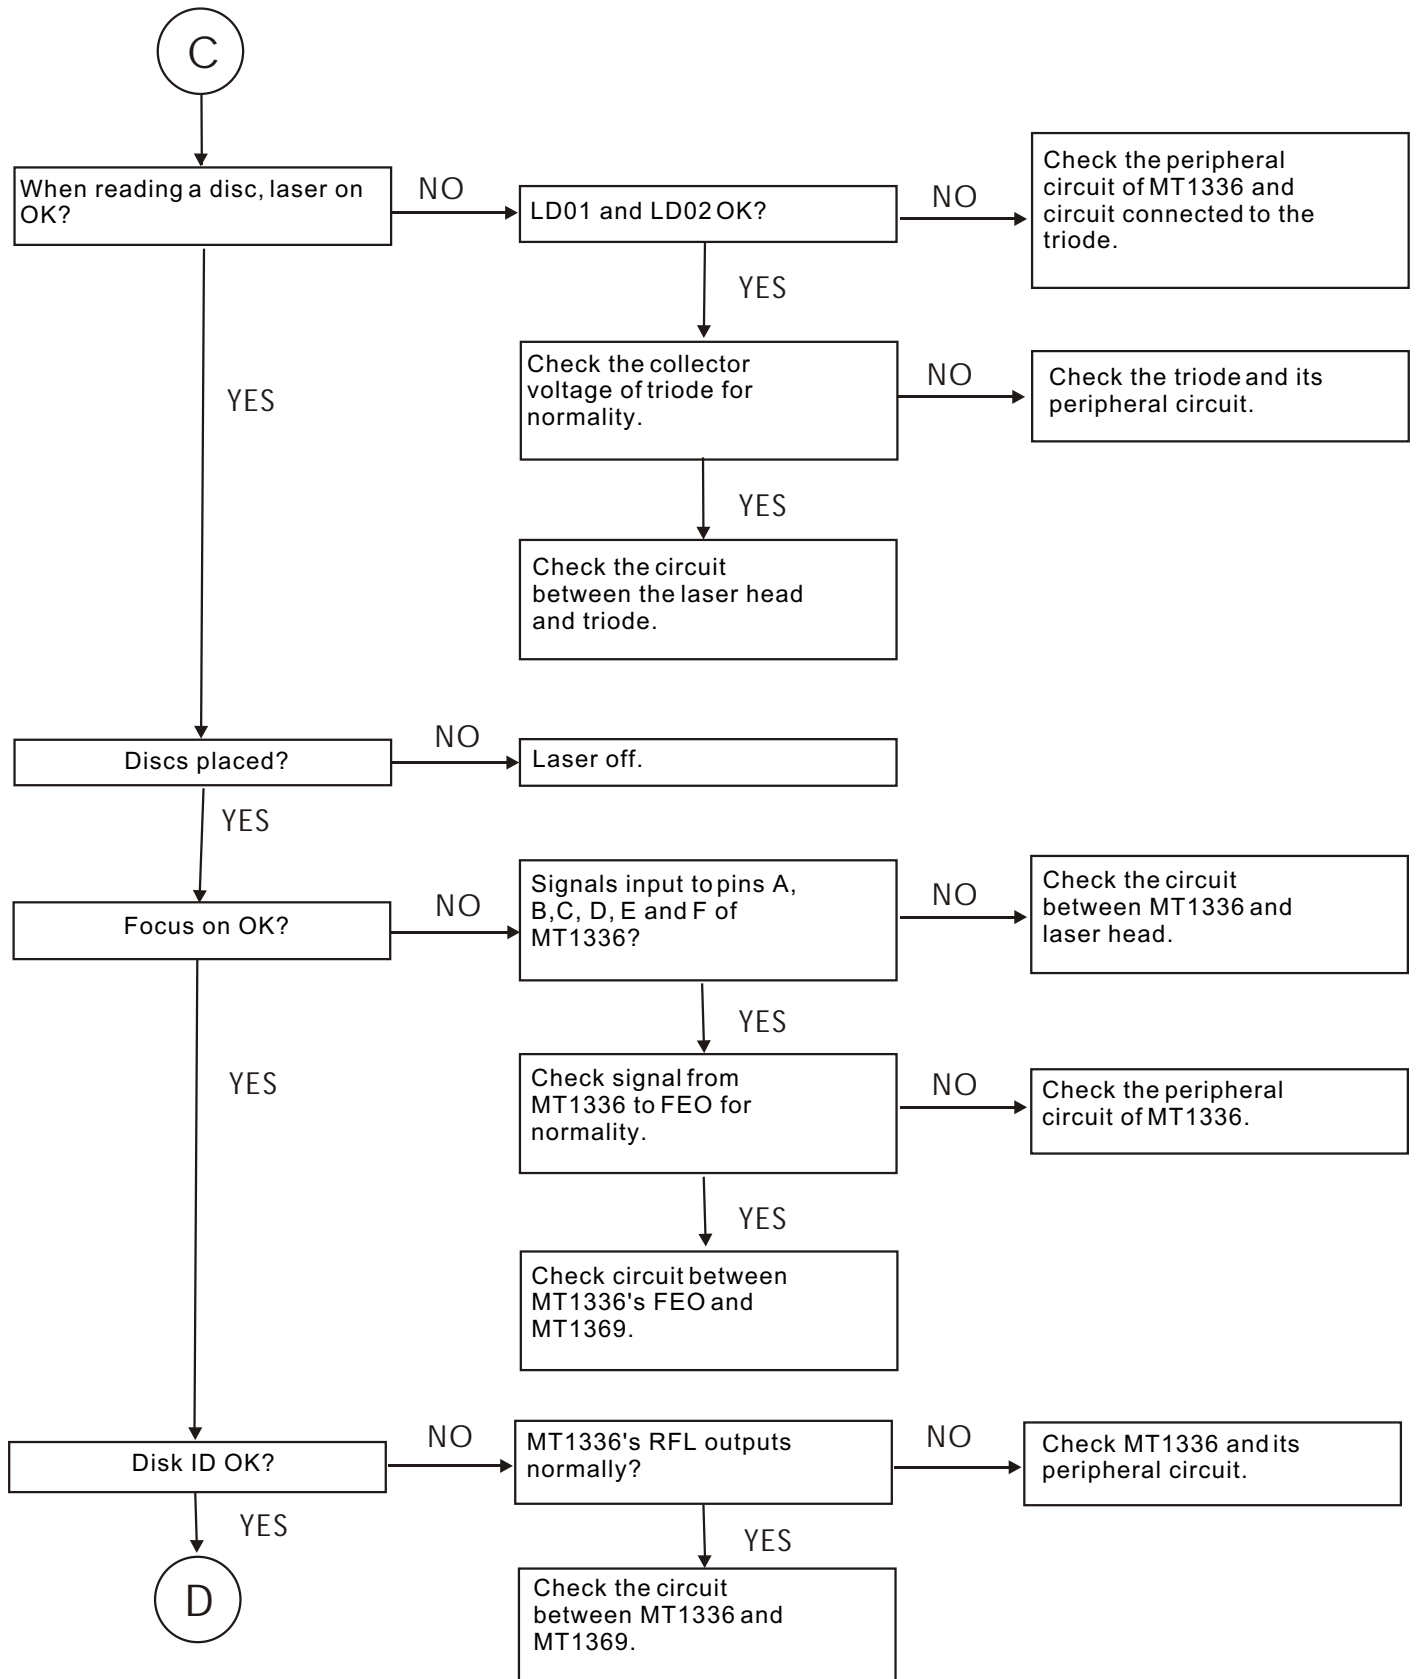 C
When reading a disc, laser on
OK?
NO
LD01 and LD02 OK?
NO
Check the peripheral
circuit of MT1336 and
circuit connected to the
triode.
YES
YES
Check the collector
voltage of triode for
normality.
NO
Check the triode and its
peripheral circuit.
YES
Check the circuit
between the laser head
and triode.
Discs placed?
NO
Laser off.
YES
Focus on OK?
NO
Signals input to pins A,
B,C, D, E and F of
MT1336?
NO
Check the circuit
between MT1336 and
laser head.
YES
YES
Check signal from
MT1336 to FEO for
normality.
NO
Check the peripheral
circuit of MT1336.
YES
Check circuit between
MT1336's FEO and
MT1369.
Disk ID OK?
NO
MT1336's RFL outputs
normally?
NO
Check MT1336 and its
peripheral circuit.
YES
YES
D
Check the circuit
between MT1336 and
MT1369.